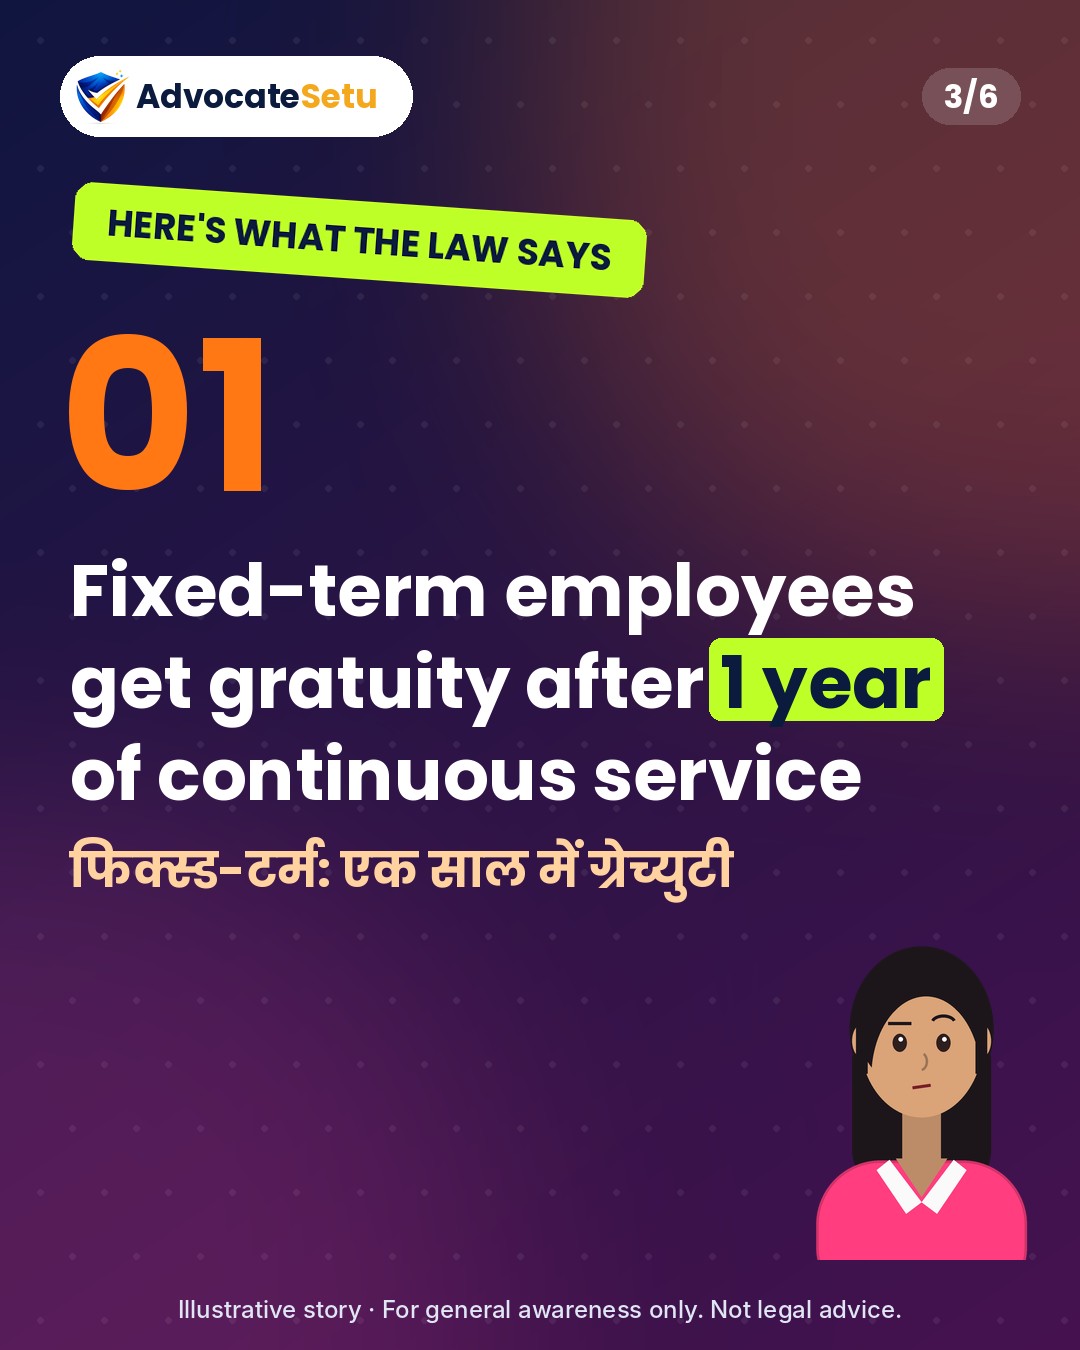 AdvocateSetu
3/6
HERE'S WHAT THE LAW SAYS
01
Fixed-term employees
get gratuity after 1 year
of continuous service
फिक्स्ड-टर्म: एक साल में ग्रेच्युटी
Illustrative story · For general awareness only. Not legal advice.